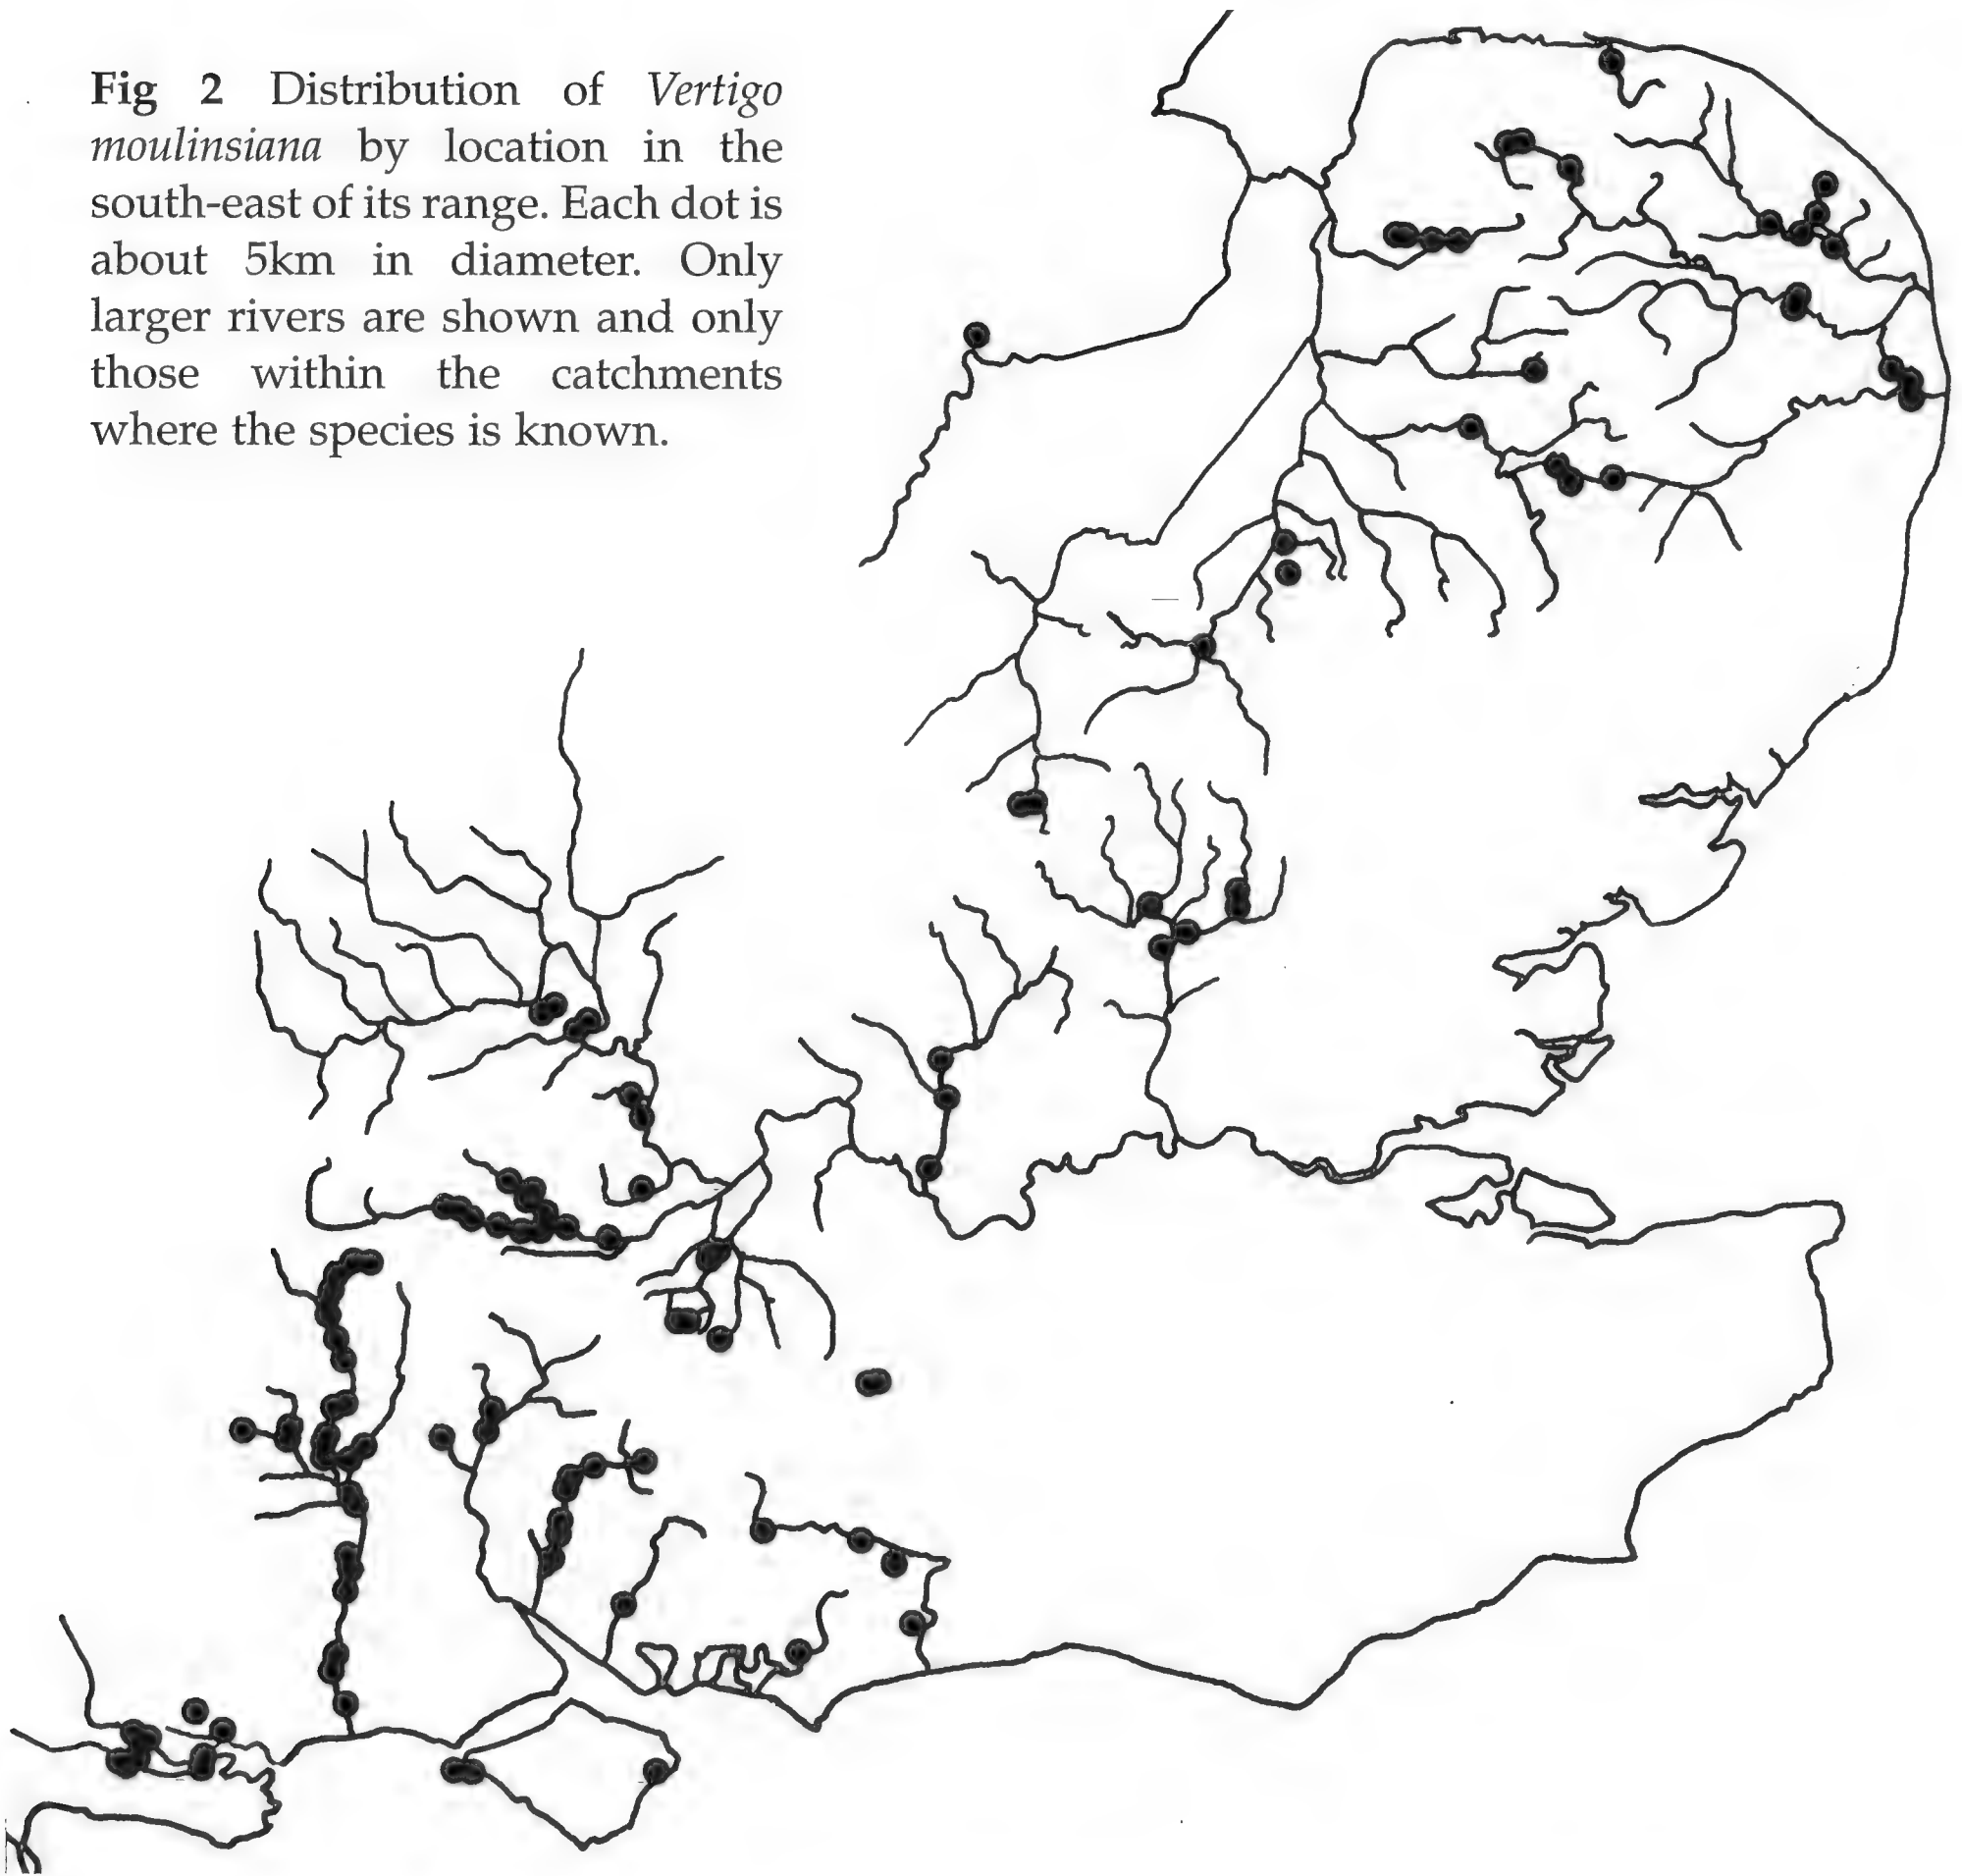 Fig 2 Distribution of Vertigo
moulinsiana by location in the
south-east of its range. Each dot is
about 5km in diameter. Only
larger rivers are shown and only
those within the catchments
where the species is known.